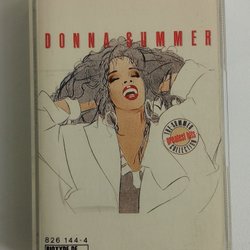 DONNA SUMMER
THE SUMMER
greatest hits
COLLECTION
826 144-4